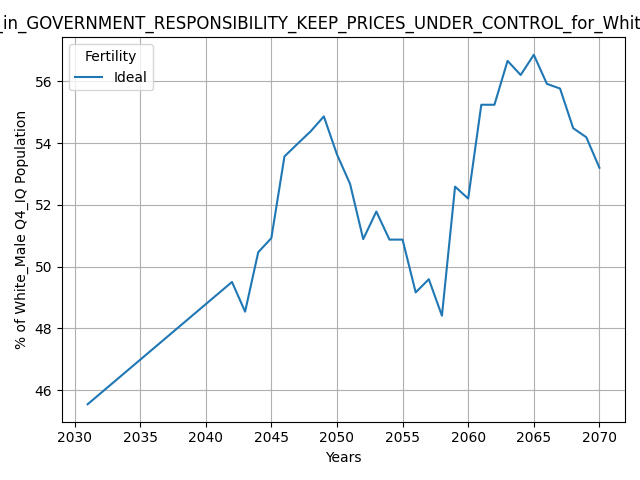 _in_GOVERNMENT_RESPONSIBILITY_KEEP_PRICES_UNDER_CONTROL_for_Whit
Fertility
Ideal
56
54
52
50
48
46
% of White_Male Q4_IQ Population
2030 2035 2040 2045 2050 2055 2060 2065 2070
Years